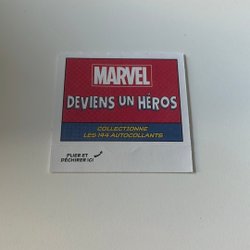 MARVEL
DEVIENS UN HÉROS
COLLECTIONNE
LES 144 AUTOCOLLANTS
PLIER ET
DÉCHIRER ICI